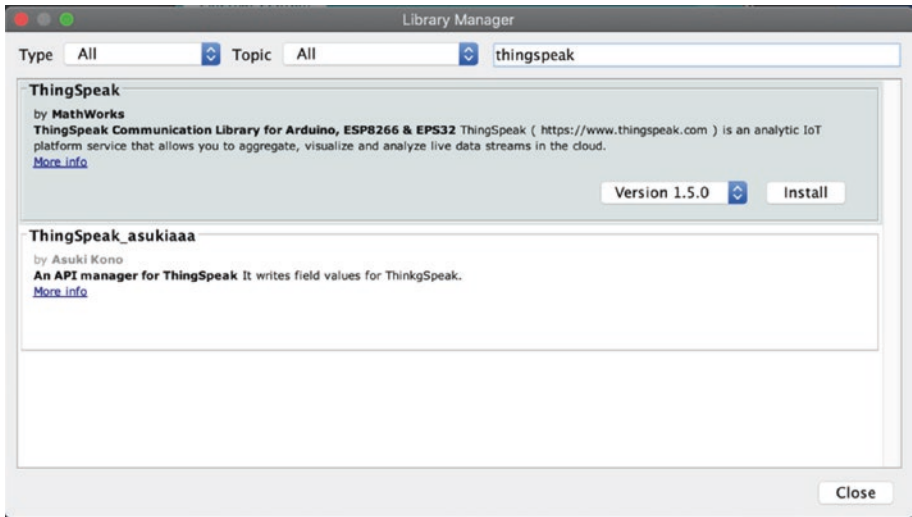 Library Manager
Type All Topic All thingspeak
ThingSpeak
by MathWorks
ThingSpeak Communication Library for Arduino, ESP8266 & EPS32 ThingSpeak ( https://www.thingspeak.com ) is an analytic IoT
platform service that allows you to aggregate, visualize and analyze live data streams in the cloud.
More info
Version 1.5.0 Install
ThingSpeak_asukiaaa
by Asuki Kono
An API manager for ThingSpeak It writes field values for ThinkgSpeak.
More info
Close